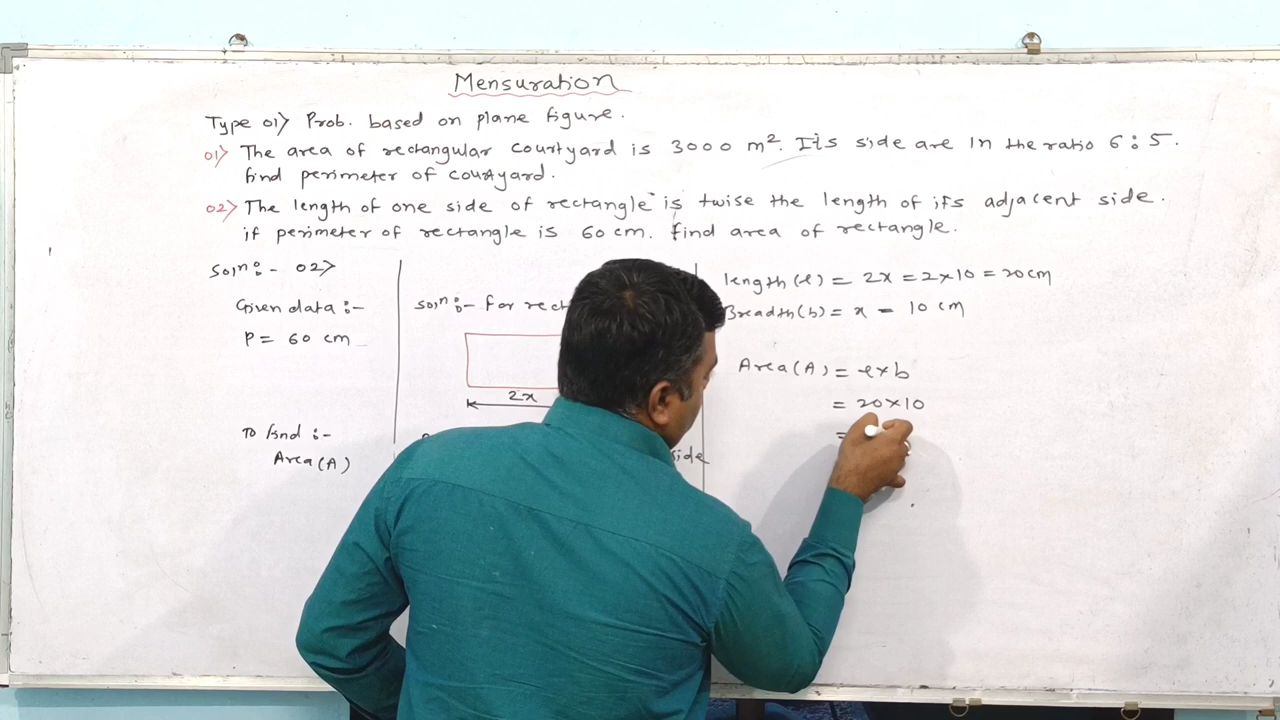 Mensuration
Type 01> Prob. based on plane figure.
01> The area of rectangular courtyard is 3000 m². Its side are in the ratio 6:5.
find perimeter of courtyard.
02> The length of one side of rectangle is twise the length of its adjacent side.
if perimeter of rectangle is 60 cm. find area of rectangle.
Soln:- 02>
Given data :-
P = 60 cm
To find :-
Area(A)
Soln:- for
2x
side
length(l) = 2x = 2×10 = 20cm
Breadth(b) = x = 10 cm
Area(A) = l×b
= 20×10
=